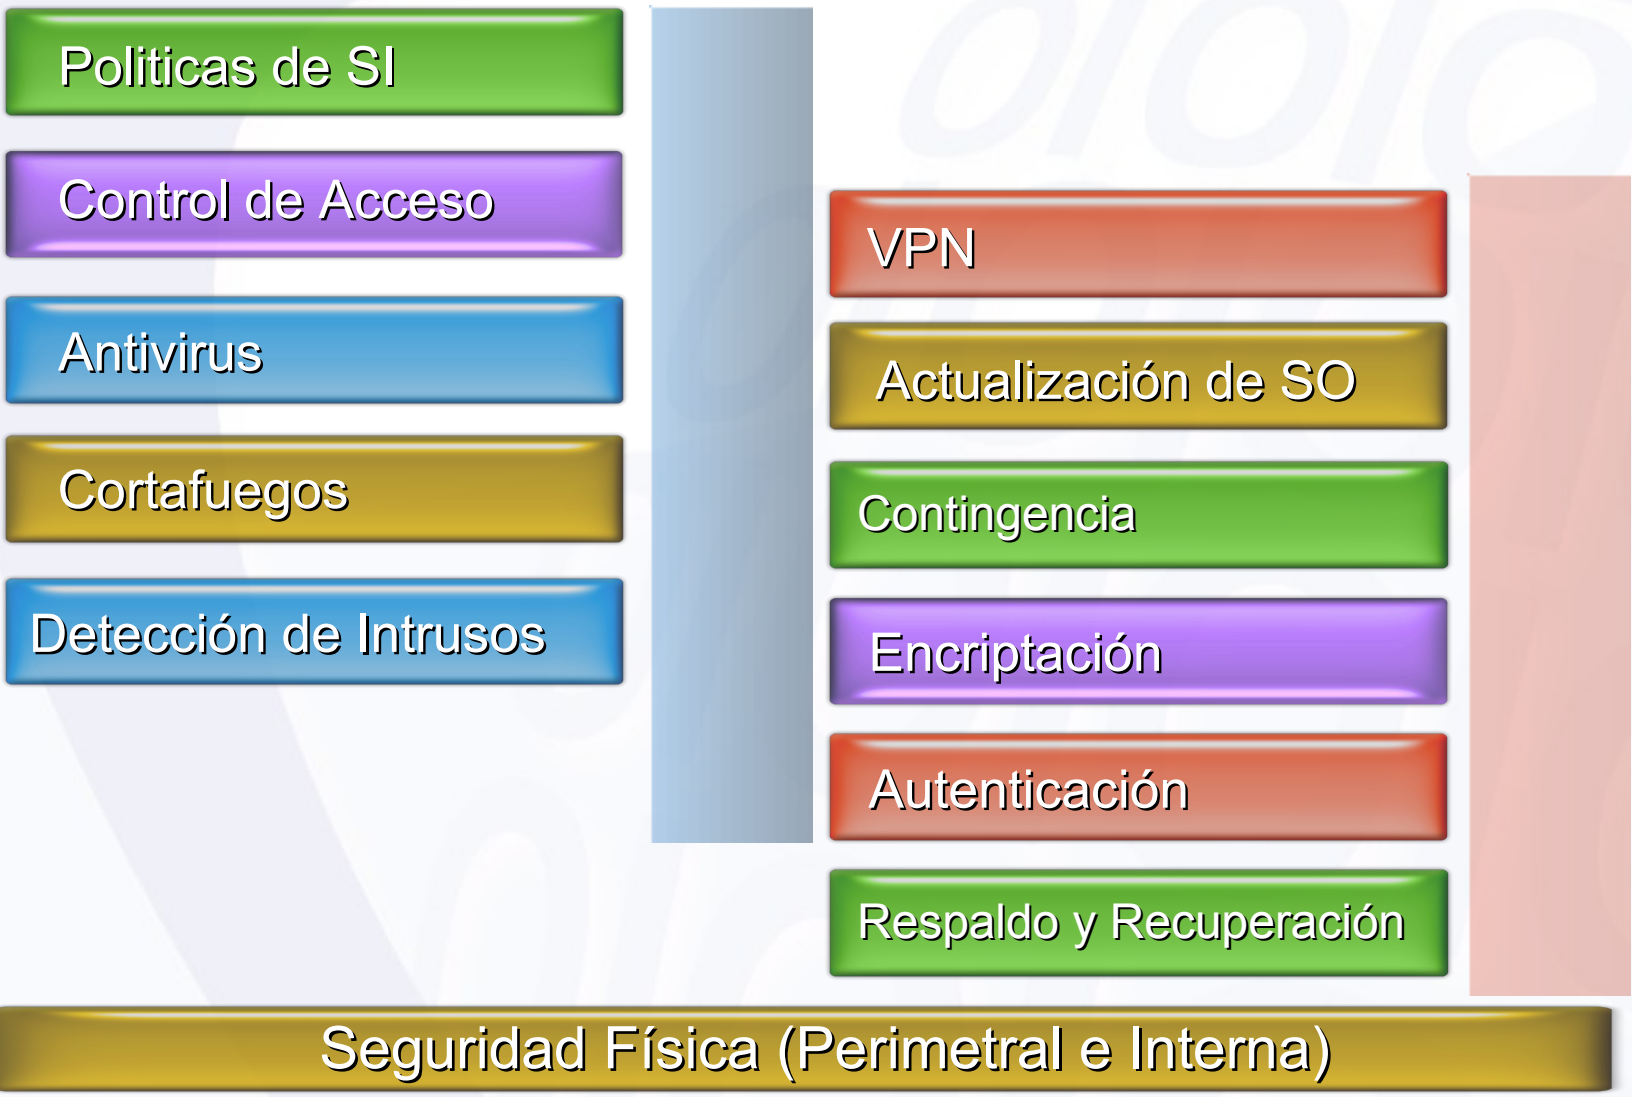 Politicas de SI
Control de Acceso
Antivirus
Cortafuegos
Detección de Intrusos
VPN
Actualización de SO
Contingencia
Encriptación
Autenticación
Respaldo y Recuperación
Seguridad Física (Perimetral e Interna)